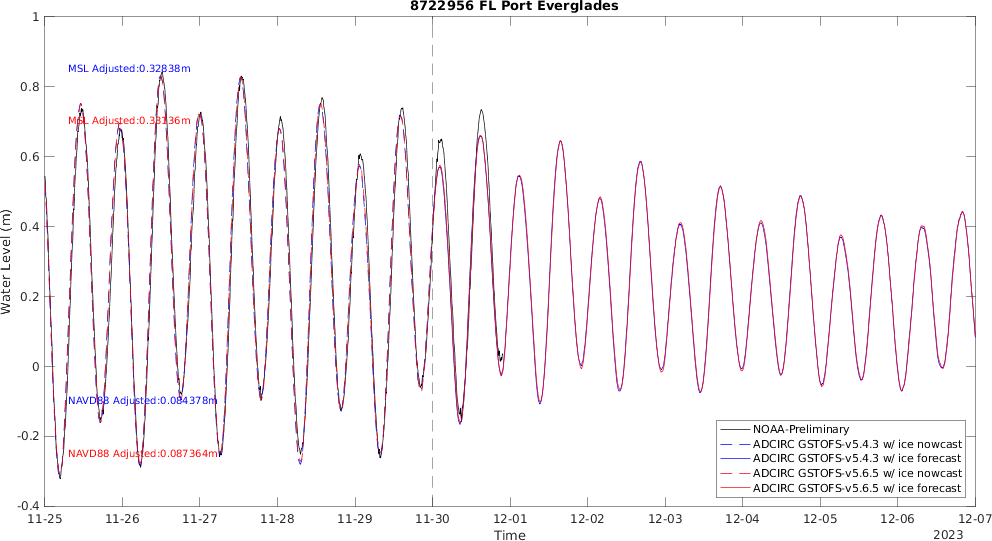 8722956 FL Port Everglades
1
0.8
0.6
0.4
0.2
0
-0.2
-0.4
Water Level (m)
MSL Adjusted:0.32838m
MSL Adjusted:0.33136m
NAVD88 Adjusted:0.084378m
NAVD88 Adjusted:0.087364m
NOAA-Preliminary
ADCIRC GSTOFS-v5.4.3 w/ ice nowcast
ADCIRC GSTOFS-v5.4.3 w/ ice forecast
ADCIRC GSTOFS-v5.6.5 w/ ice nowcast
ADCIRC GSTOFS-v5.6.5 w/ ice forecast
11-25 11-26 11-27 11-28 11-29 11-30 12-01 12-02 12-03 12-04 12-05 12-06 12-07
Time
2023